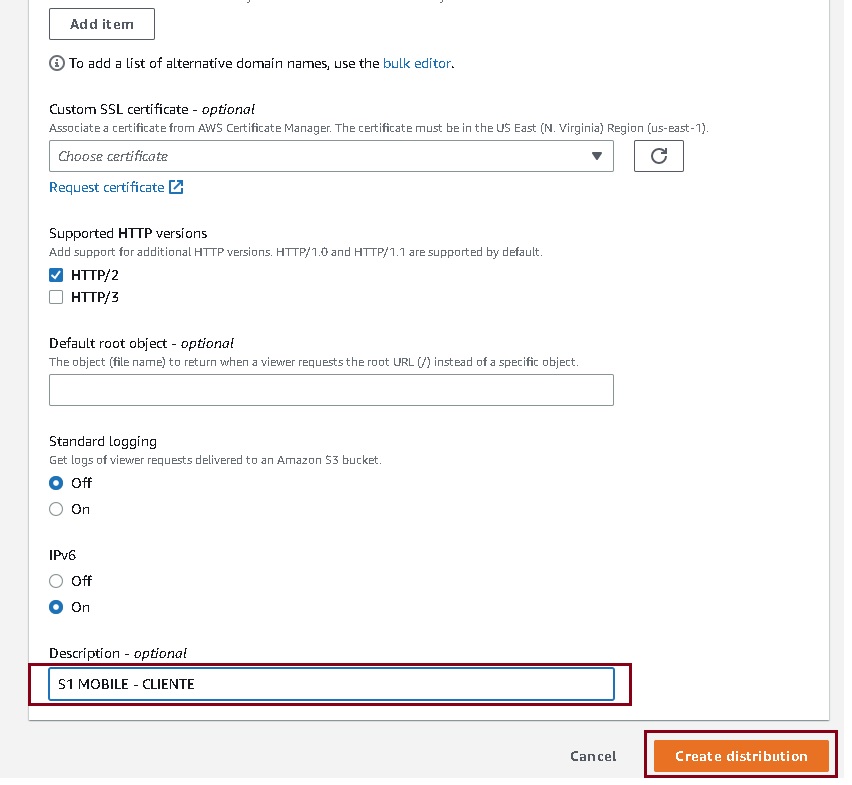 Add item
To add a list of alternative domain names, use the bulk editor.
Custom SSL certificate - optional
Associate a certificate from AWS Certificate Manager. The certificate must be in the US East (N. Virginia) Region (us-east-1).
Choose certificate
Request certificate
Supported HTTP versions
Add support for additional HTTP versions. HTTP/1.0 and HTTP/1.1 are supported by default.
HTTP/2
HTTP/3
Default root object - optional
The object (file name) to return when a viewer requests the root URL (/) instead of a specific object.
Standard logging
Get logs of viewer requests delivered to an Amazon S3 bucket.
Off
On
IPv6
Off
On
Description - optional
S1 MOBILE - CLIENTE
Cancel
Create distribution